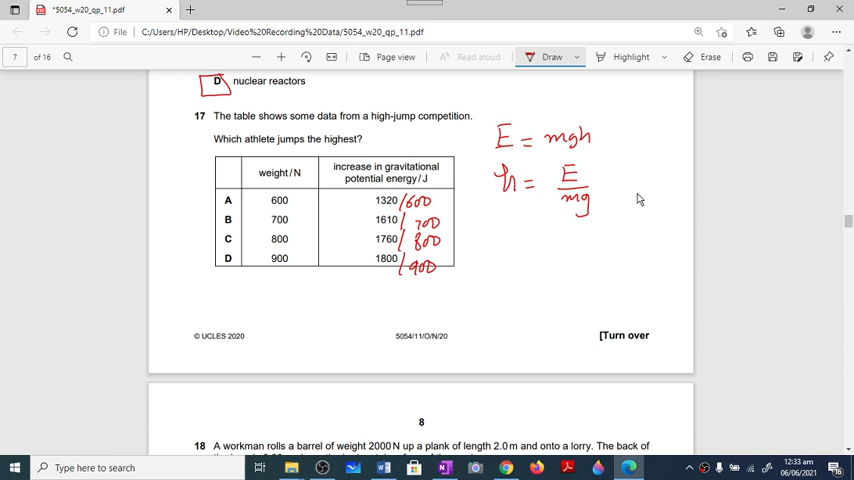 *5054_w20_qp_11.pdf
File C:/Users/HP/Desktop/Video%20Recording%20Data/5054_w20_qp_11.pdf
7 of 16 Page view Read aloud Draw Highlight Erase
D nuclear reactors
17 The table shows some data from a high-jump competition.
Which athlete jumps the highest?
E = mgh
weight/N increase in gravitational potential energy/J
h = E/mg
A 600 1320 /600
B 700 1610 /700
C 800 1760 /800
D 900 1800 /900
© UCLES 2020 5054/11/O/N/20 [Turn over
8
18 A workman rolls a barrel of weight 2000 N up a plank of length 2.0 m and onto a lorry. The back of
Type here to search
12:33 am
06/06/2021
16